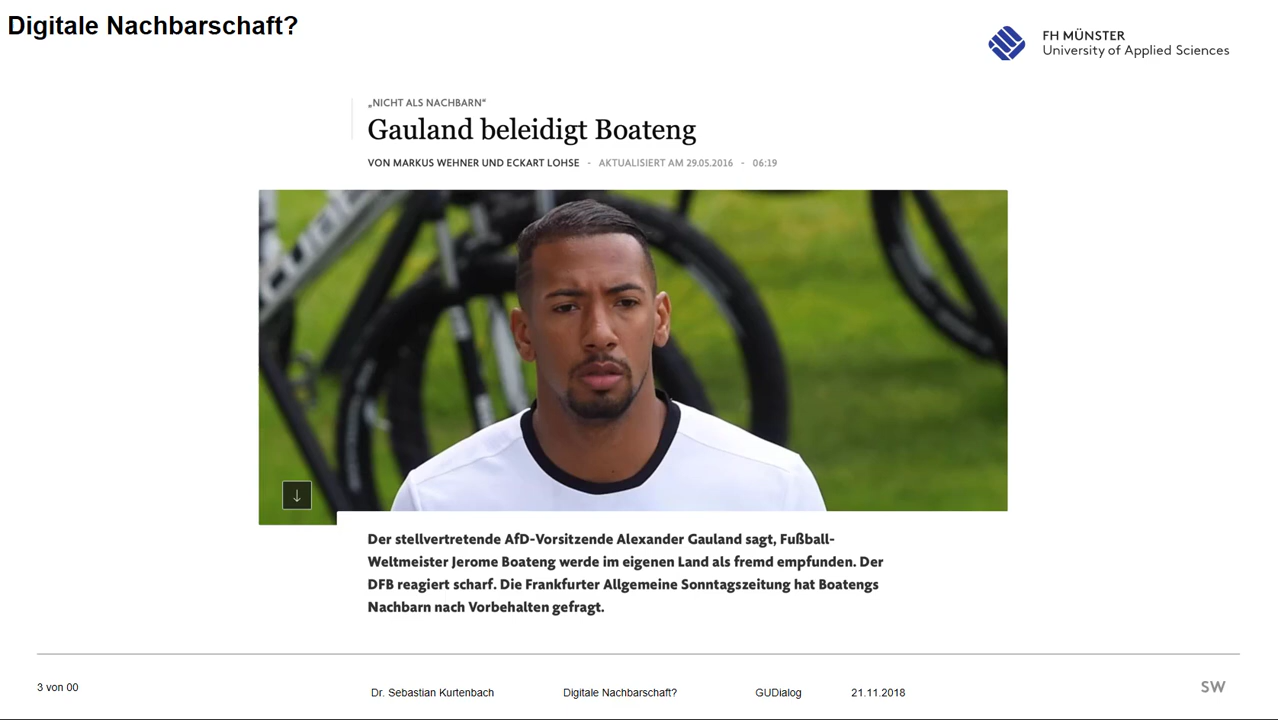 Digitale Nachbarschaft?
FH MÜNSTER
University of Applied Sciences
„NICHT ALS NACHBARN“
Gauland beleidigt Boateng
VON MARKUS WEHNER UND ECKART LOHSE - AKTUALISIERT AM 29.05.2016 - 06:19
Der stellvertretende AfD-Vorsitzende Alexander Gauland sagt, Fußball-
Weltmeister Jerome Boateng werde im eigenen Land als fremd empfunden. Der
DFB reagiert scharf. Die Frankfurter Allgemeine Sonntagszeitung hat Boatengs
Nachbarn nach Vorbehalten gefragt.
3 von 00
Dr. Sebastian Kurtenbach
Digitale Nachbarschaft?
GUDialog
21.11.2018
SW